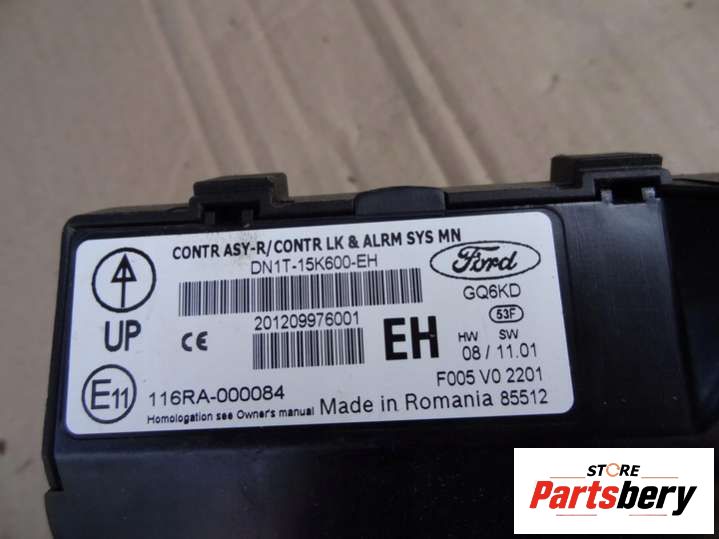 CONTR ASY-R/CONTR LK & ALRM SYS MN
DN1T-15K600-EH
Ford
GQ6KD
UP
CE
201209976001
EH
53F
HW SW
08 / 11.01
E11
116RA-000084
F005 V0 2201
Homologation see Owner's manual
Made in Romania 85512
STORE
Partsbery